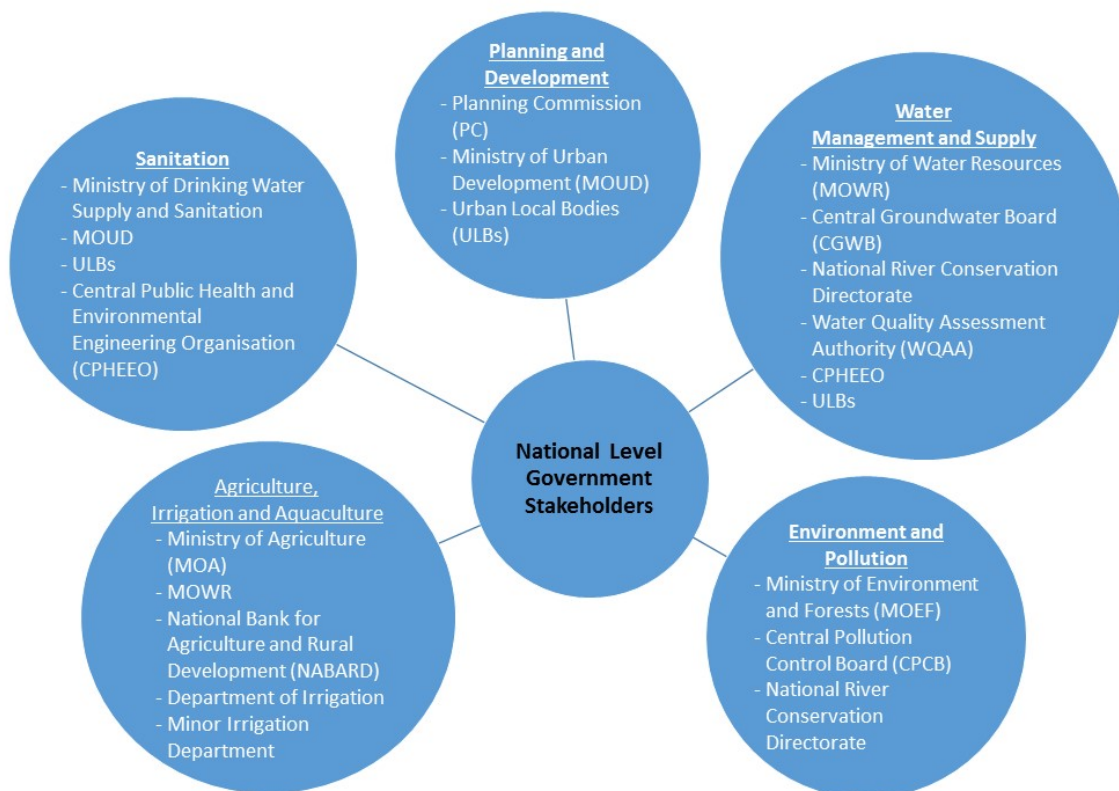 Planning and
Development
- Planning Commission
(PC)
- Ministry of Urban
Development (MOUD)
- Urban Local Bodies
(ULBs)
Water
Management and Supply
- Ministry of Water Resources
(MOWR)
- Central Groundwater Board
(CGWB)
- National River Conservation
Directorate
- Water Quality Assessment
Authority (WQAA)
- CPHEEO
- ULBs
Sanitation
- Ministry of Drinking Water
Supply and Sanitation
- MOUD
- ULBs
- Central Public Health and
Environmental
Engineering Organisation
(CPHEEO)
National Level
Government
Stakeholders
Agriculture,
Irrigation and Aquaculture
- Ministry of Agriculture
(MOA)
- MOWR
- National Bank for
Agriculture and Rural
Development (NABARD)
- Department of Irrigation
- Minor Irrigation
Department
Environment and
Pollution
- Ministry of Environment
and Forests (MOEF)
- Central Pollution
Control Board (CPCB)
- National River
Conservation
Directorate